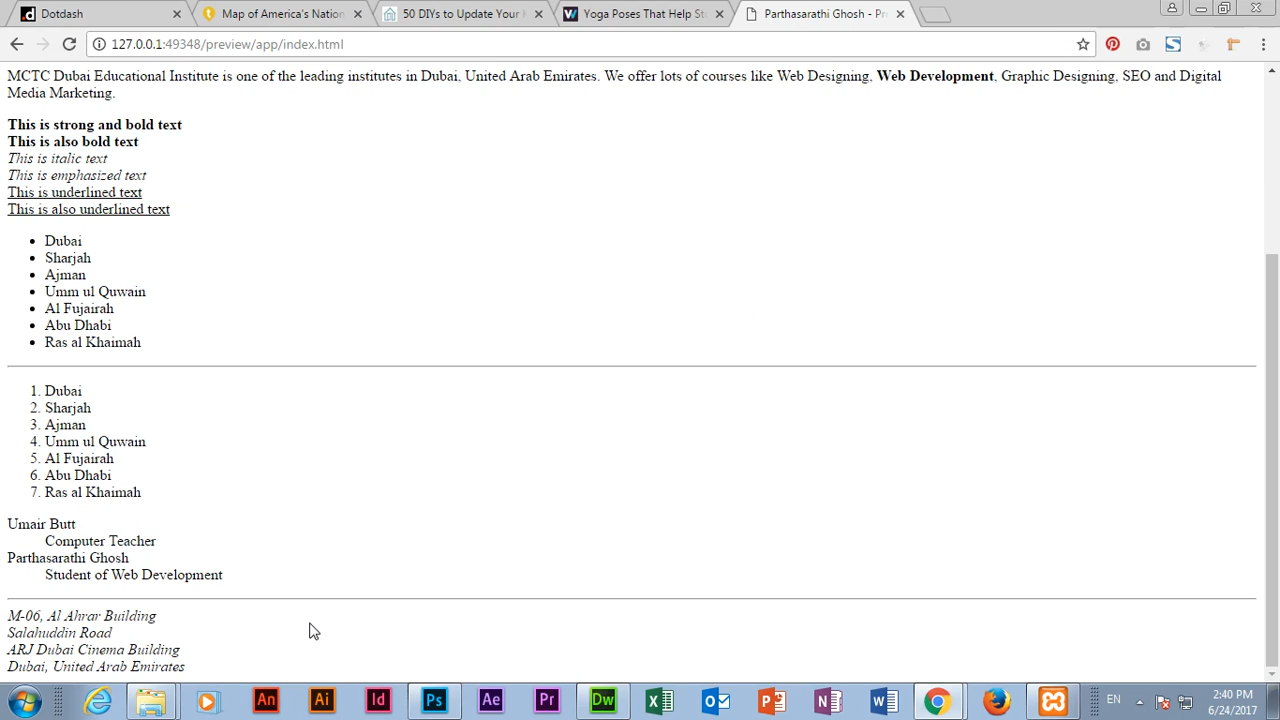 Dotdash
Map of America's Nation
50 DIYs to Update Your
Yoga Poses That Help St
Parthasarathi Ghosh - Pr
127.0.0.1:49348/preview/app/index.html
MCTC Dubai Educational Institute is one of the leading institutes in Dubai, United Arab Emirates. We offer lots of courses like Web Designing, Web Development, Graphic Designing, SEO and Digital
Media Marketing.
This is strong and bold text
This is also bold text
This is italic text
This is emphasized text
This is underlined text
This is also underlined text
• Dubai
• Sharjah
• Ajman
• Umm ul Quwain
• Al Fujairah
• Abu Dhabi
• Ras al Khaimah
1. Dubai
2. Sharjah
3. Ajman
4. Umm ul Quwain
5. Al Fujairah
6. Abu Dhabi
7. Ras al Khaimah
Umair Butt
Computer Teacher
Parthasarathi Ghosh
Student of Web Development
M-06, Al Ahrar Building
Salahuddin Road
ARJ Dubai Cinema Building
Dubai, United Arab Emirates
An Ai Id Ps Ae Pr Dw EN 2:40 PM
6/24/2017